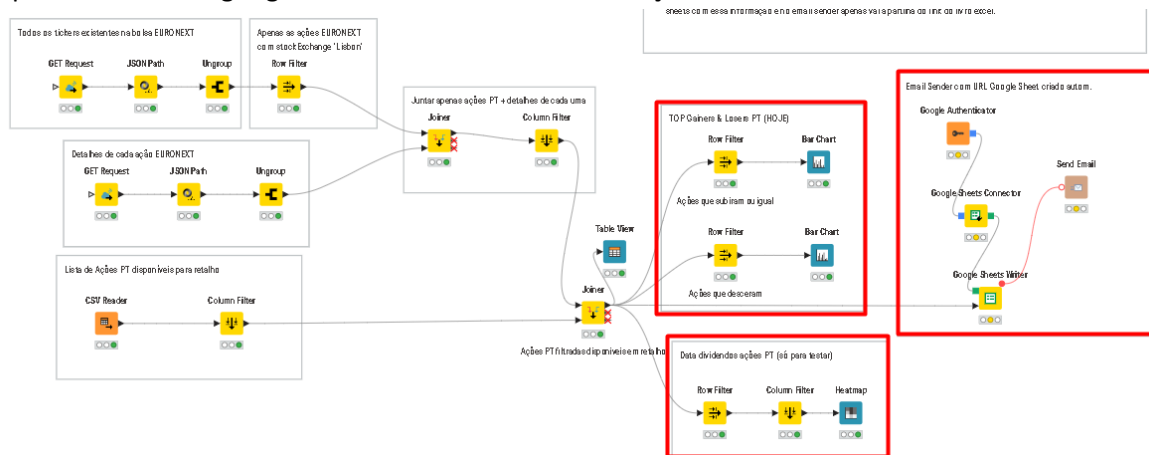 sheets com essa informação e no email sender apenas vai a partilha do link do livro excel.
Todos os tickers existentes na bolsa EURONEXT
GET Request
JSON Path
Ungroup
Apenas as ações EURONEXT
com stock Exchange 'Lisbon'
Row Filter
Detalhes de cada ação EURONEXT
GET Request
JSON Path
Ungroup
Juntar apenas ações PT + detalhes de cada uma
Joiner
Column Filter
Lista de Ações PT disponíveis para retalho
CSV Reader
Column Filter
Table View
Joiner
Ações PT filtradas disponíveis em retalho
TOP Gainers & Losers PT (HOJE)
Row Filter
Bar Chart
Ações que subiram ou igual
Row Filter
Bar Chart
Ações que desceram
Data dividendos ações PT (só para testar)
Row Filter
Column Filter
Heatmap
Email Sender com URL Google Sheet criado autom.
Google Authenticator
Google Sheets Connector
Send Email
Google Sheets Writer